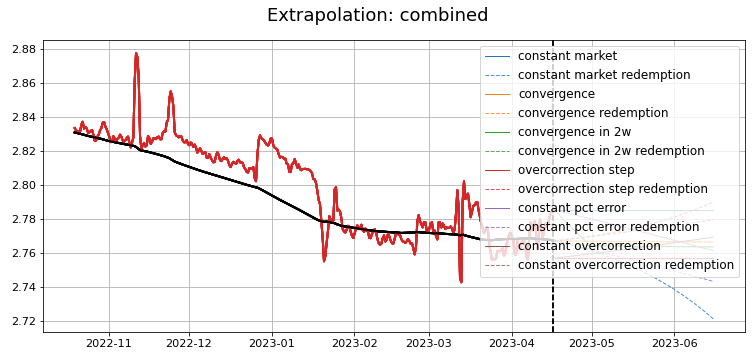 Extrapolation: combined
2.88
2.86
2.84
2.82
2.80
2.78
2.76
2.74
2.72
constant market
constant market redemption
convergence
convergence redemption
convergence in 2w
convergence in 2w redemption
overcorrection step
overcorrection step redemption
constant pct error
constant pct error redemption
constant overcorrection
constant overcorrection redemption
2022-11 2022-12 2023-01 2023-02 2023-03 2023-04 2023-05 2023-06